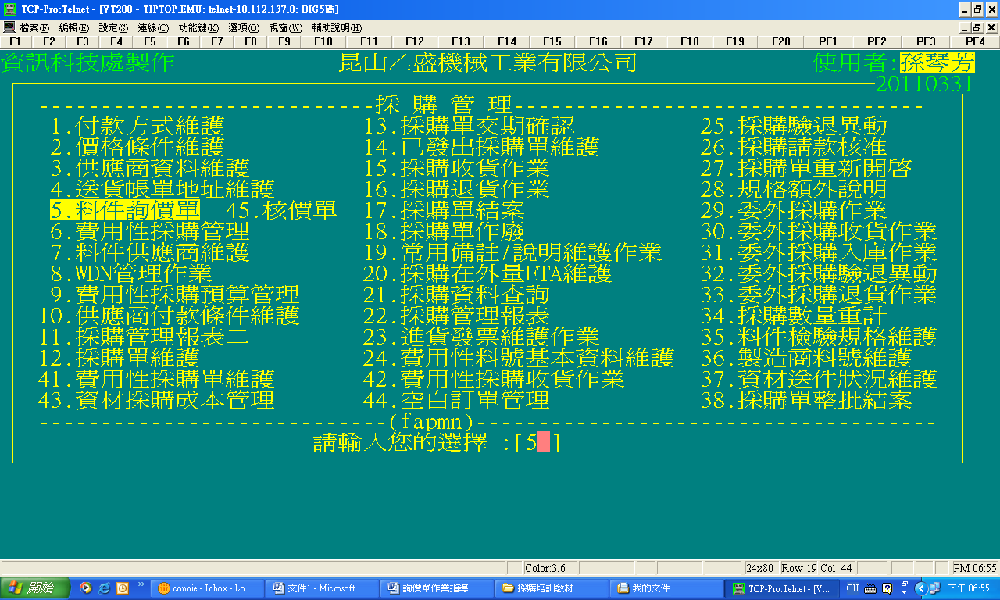 TCP-Pro:Telnet - [VT200 - TIPTOP.EMU: telnet-10.112.137.8: BIG5碼]
檔案(F) 編輯(E) 設定(S) 連線(C) 功能鍵(K) 選項(O) 視窗(W) 輔助說明(H)
F1 F2 F3 F4 F5 F6 F7 F8 F9 F10 F11 F12 F13 F14 F15 F16 F17 F18 F19 F20 PF1 PF2 PF3 PF4
資訊科技處製作 昆山乙盛機械工業有限公司 使用者:孫琴芳
20110331
---------------------------採 購 管 理---------------------------------
1.付款方式維護 13.採購單交期確認 25.採購驗退異動
2.價格條件維護 14.已發出採購單維護 26.採購請款核准
3.供應商資料維護 15.採購收貨作業 27.採購單重新開啓
4.送貨帳單地址維護 16.採購退貨作業 28.規格額外說明
5.料件詢價單 45.核價單 17.採購單結案 29.委外採購作業
6.費用性採購管理 18.採購單作廢 30.委外採購收貨作業
7.料件供應商維護 19.常用備註/說明維護作業 31.委外採購入庫作業
8.WDN管理作業 20.採購在外量ETA維護 32.委外採購驗退異動
9.費用性採購預算管理 21.採購資料查詢 33.委外採購退貨作業
10.供應商付款條件維護 22.採購管理報表 34.採購數量重計
11.採購管理報表二 23.進貨發票維護作業 35.料件檢驗規格維護
12.採購單維護 24.費用性料號基本資料維護 36.製造商料號維護
41.費用性採購單維護 42.費用性採購收貨作業 37.資材送件狀況維護
43.資材採購成本管理 44.空白訂單管理 38.採購單整批結案
----------------------------(fapmn)-------------------------------------
請輸入您的選擇 :[5 ]
Color:3,6 24x80 Row 19 Col 44 PM 06:55
開始 » connie - Inbox - Lo... 文件1 - Microsoft ... 詢價單作業指導... 採購培訓教材 我的文件 TCP-Pro:Telnet - [V... CH 下午 06:55